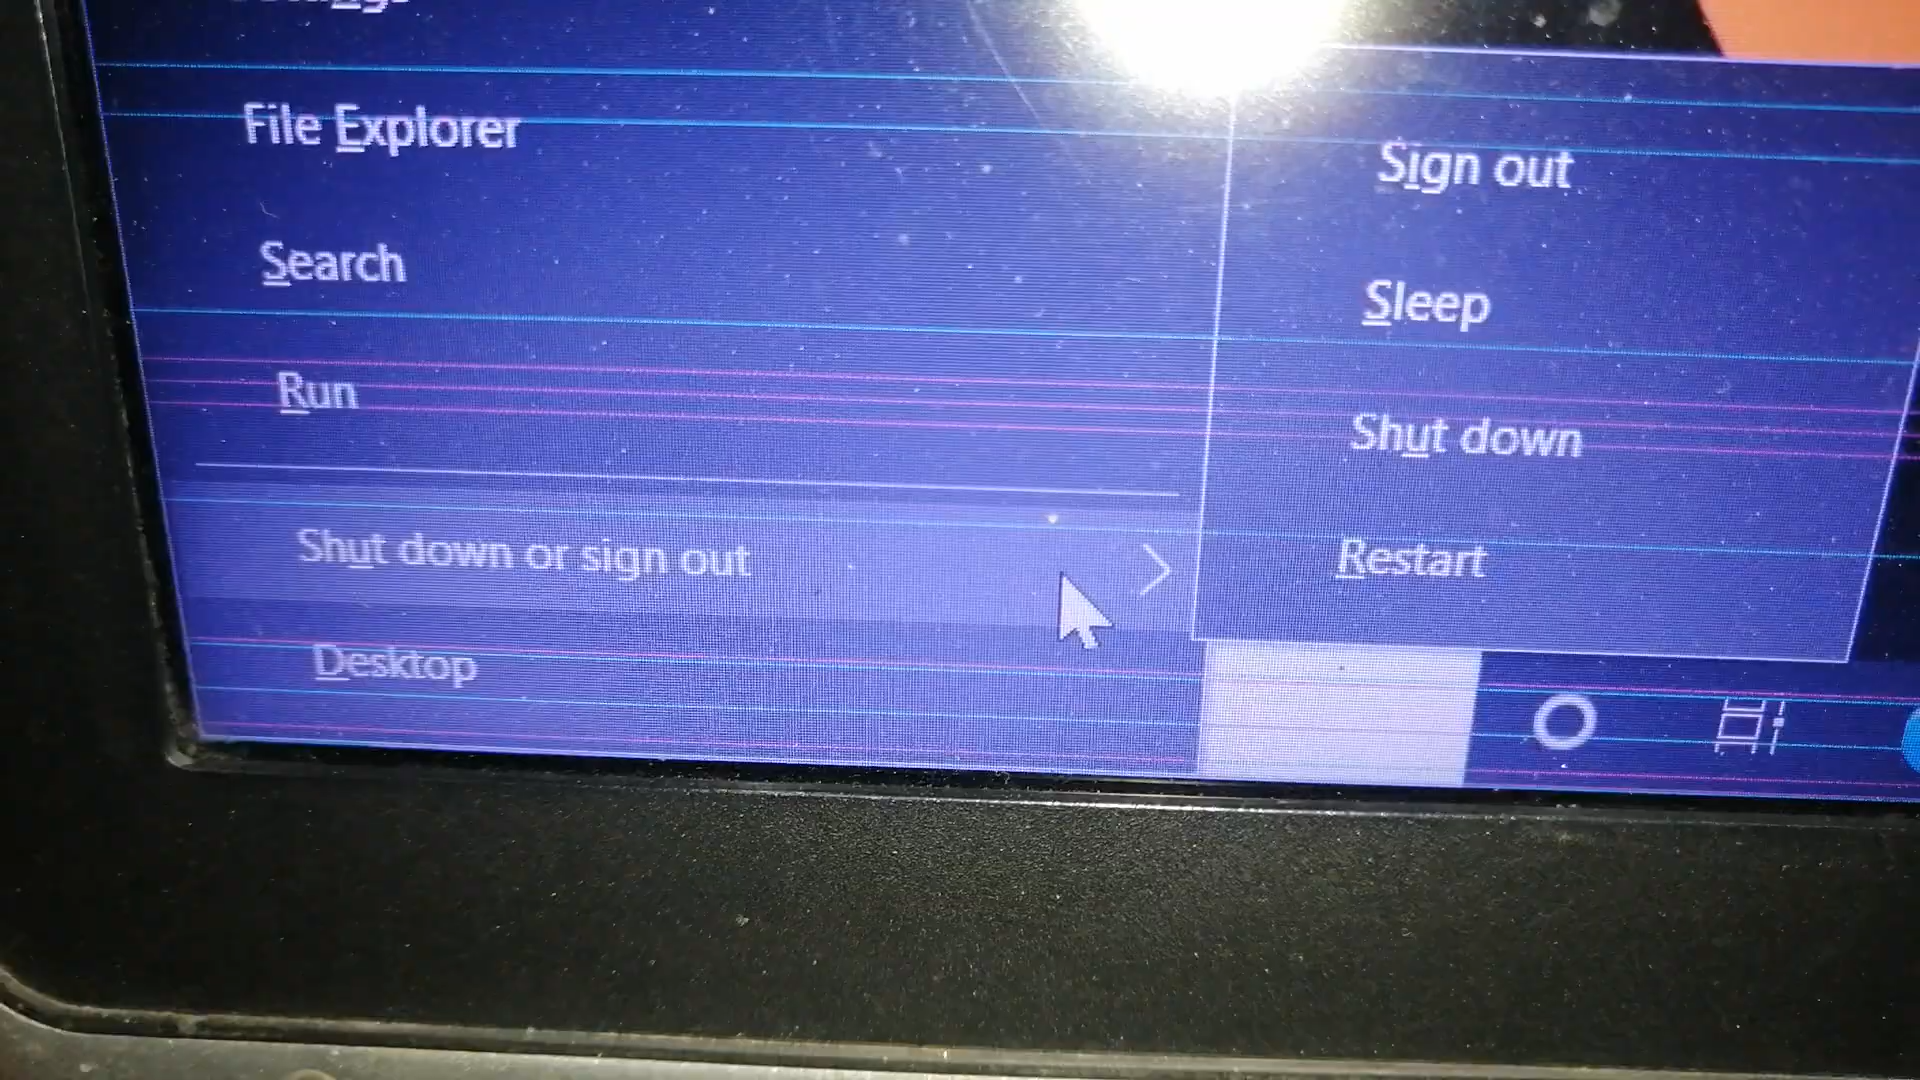 File Explorer
Search
Run
Shut down or sign out
Desktop
Sign out
Sleep
Shut down
Restart